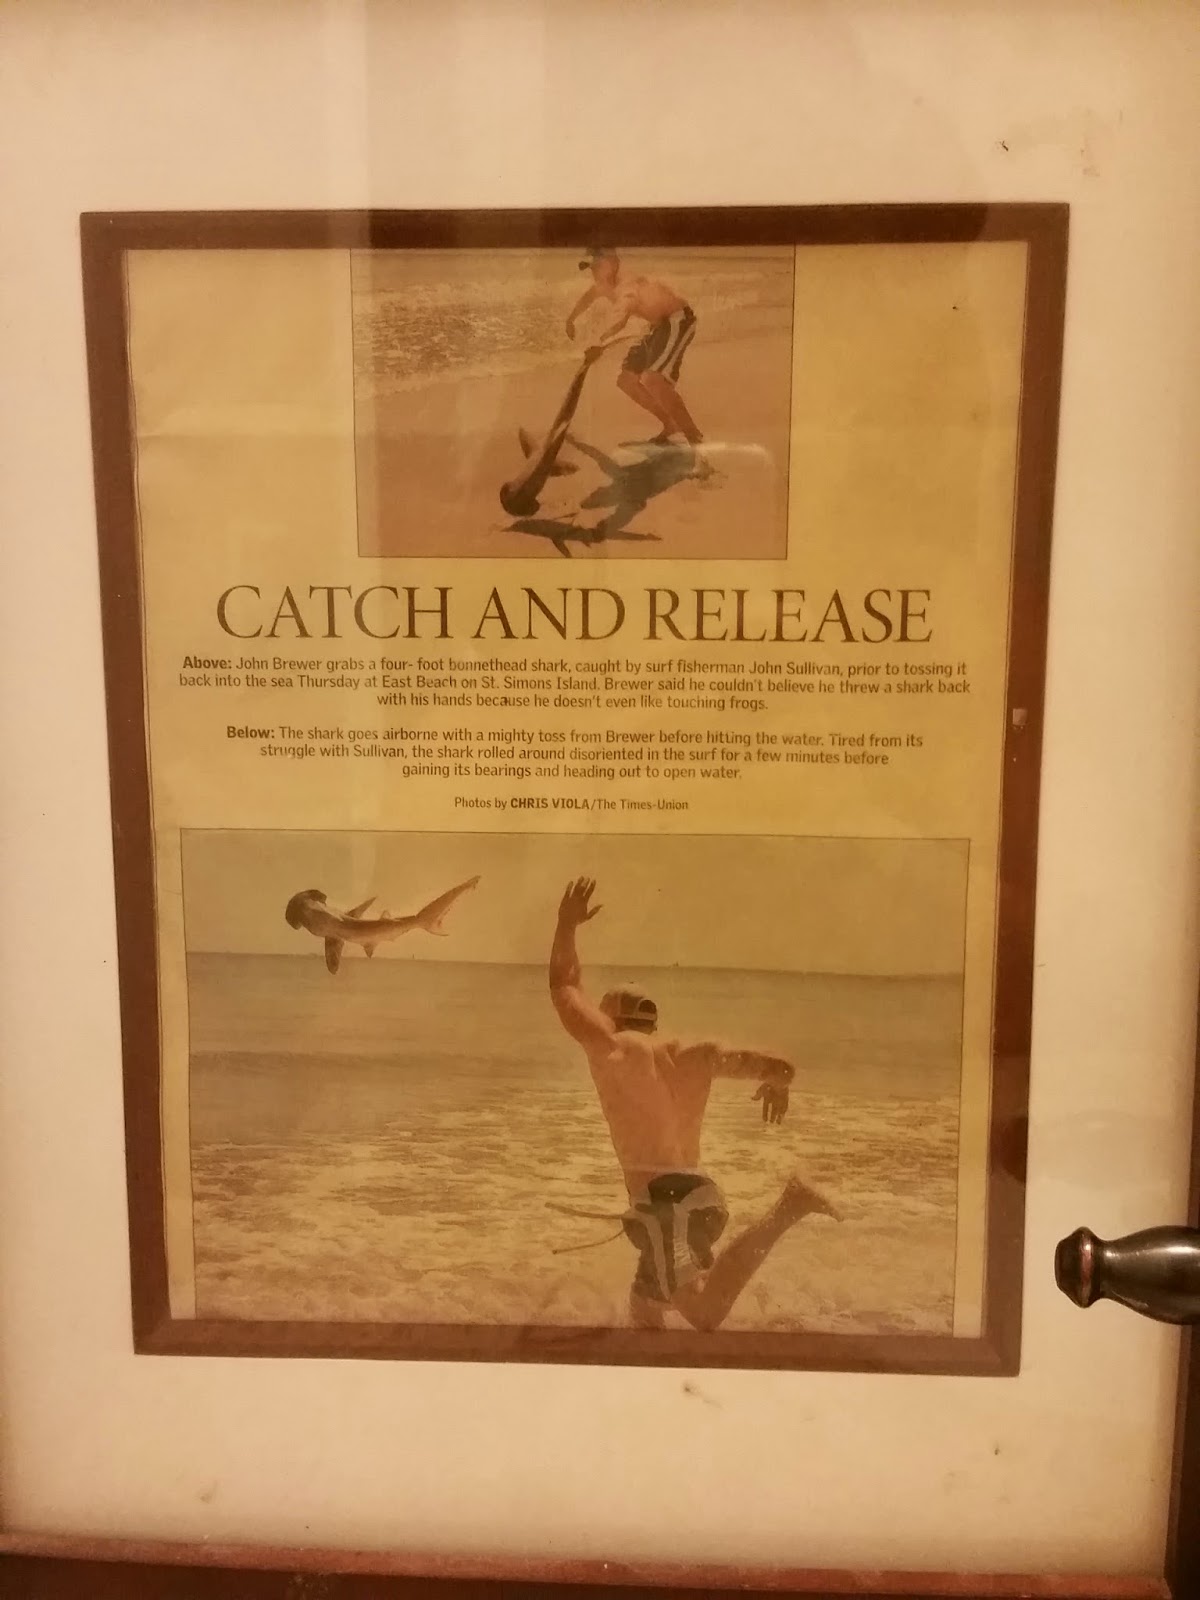 CATCH AND RELEASE
Above: John Brewer grabs a four- foot bonnethead shark, caught by surf fisherman John Sullivan, prior to tossing it
back into the sea Thursday at East Beach on St. Simons Island. Brewer said he couldn't believe he threw a shark back
with his hands because he doesn't even like touching frogs.
Below: The shark goes airborne with a mighty toss from Brewer before hitting the water. Tired from its
struggle with Sullivan, the shark rolled around disoriented in the surf for a few minutes before
gaining its bearings and heading out to open water.
Photos by CHRIS VIOLA/The Times-Union